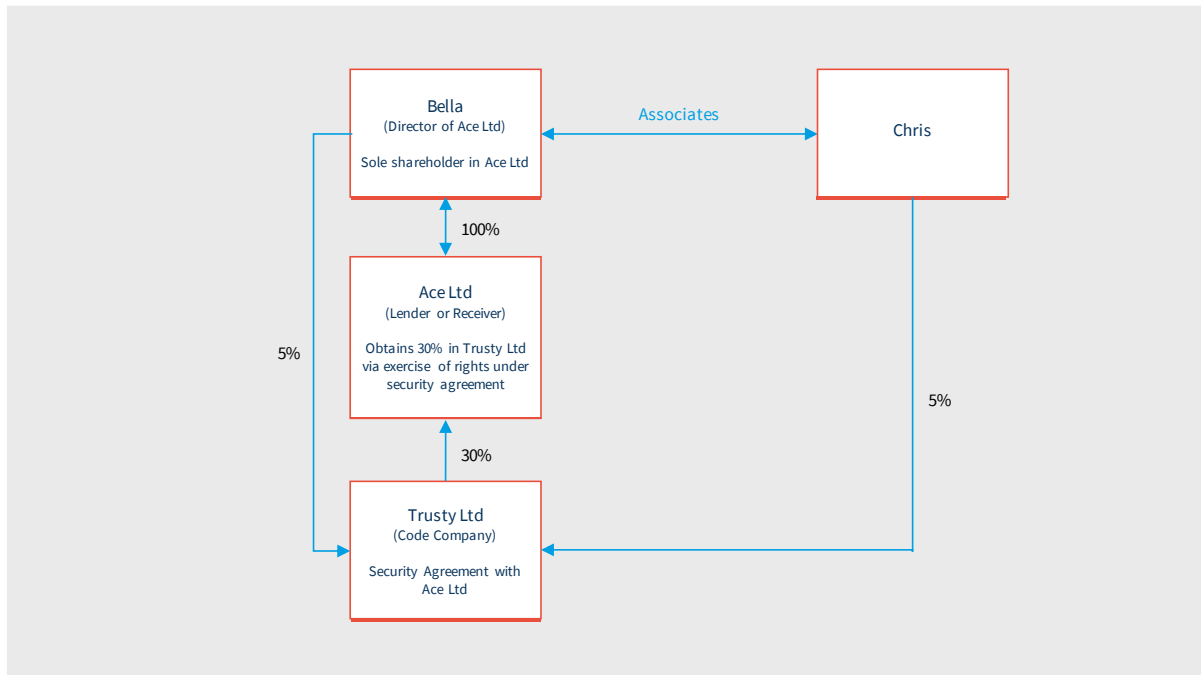 Bella
(Director of Ace Ltd)
Sole shareholder in Ace Ltd
Associates
Chris
100%
Ace Ltd
(Lender or Receiver)
Obtains 30% in Trusty Ltd
via exercise of rights under
security agreement
5%
5%
30%
Trusty Ltd
(Code Company)
Security Agreement with
Ace Ltd